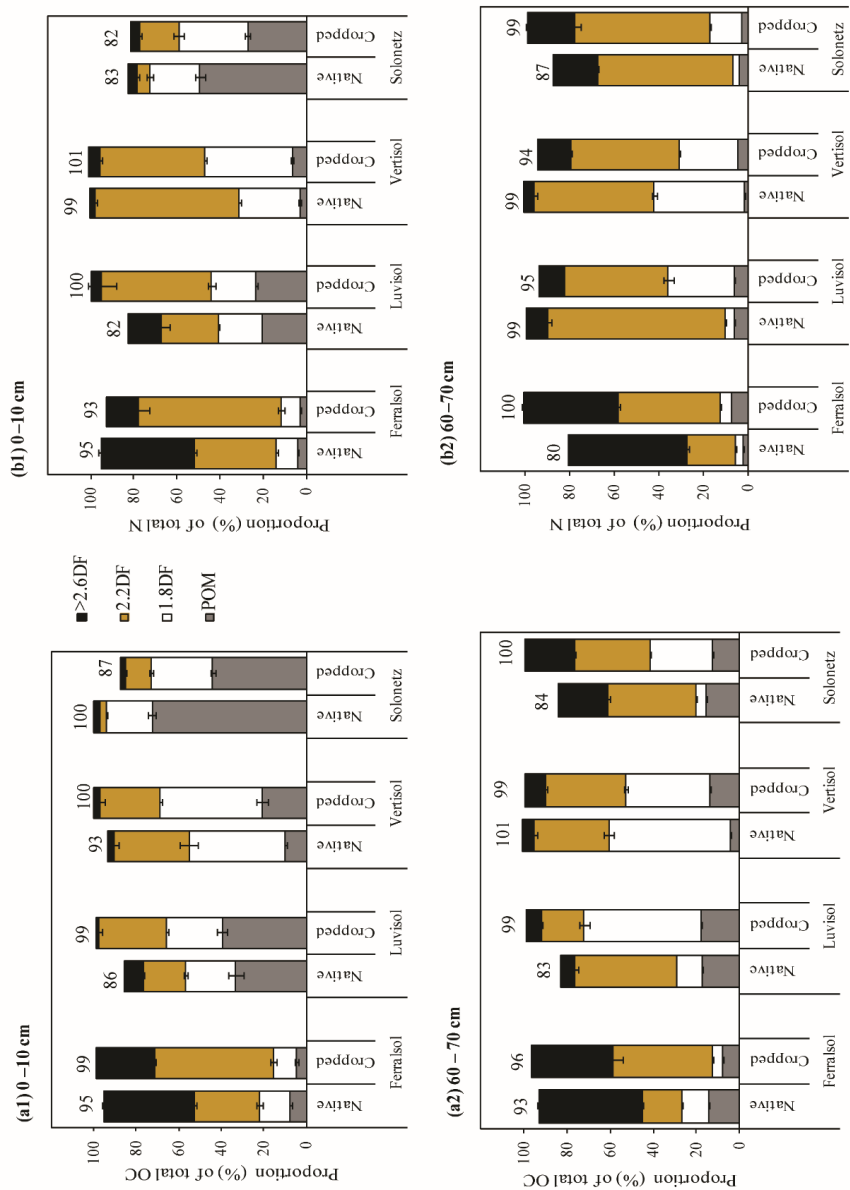 (a1) 0–10 cm
Proportion (%) of total OC
100
80
60
40
20
0
95
99
86
99
93
100
100
87
Native
Cropped
Native
Cropped
Native
Cropped
Native
Cropped
Ferralsol
Luvisol
Vertisol
Solonetz
>2.6DF
2.2DF
1.8DF
POM
(b1) 0–10 cm
Proportion (%) of total N
100
80
60
40
20
0
95
93
82
100
99
101
83
82
Native
Cropped
Native
Cropped
Native
Cropped
Native
Cropped
Ferralsol
Luvisol
Vertisol
Solonetz
(a2) 60 – 70 cm
Proportion (%) of total OC
100
80
60
40
20
0
93
96
83
99
101
99
84
100
Native
Cropped
Native
Cropped
Native
Cropped
Native
Cropped
Ferralsol
Luvisol
Vertisol
Solonetz
(b2) 60–70 cm
Proportion (%) of total N
100
80
60
40
20
0
80
100
99
95
99
94
87
99
Native
Cropped
Native
Cropped
Native
Cropped
Native
Cropped
Ferralsol
Luvisol
Vertisol
Solonetz